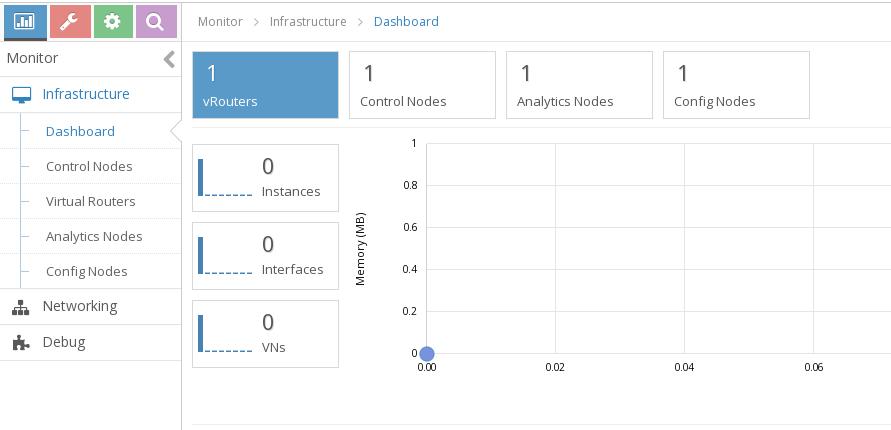 Monitor
Infrastructure
Dashboard
Control Nodes
Virtual Routers
Analytics Nodes
Config Nodes
Networking
Debug
Monitor Infrastructure Dashboard
1
vRouters
1
Control Nodes
1
Analytics Nodes
1
Config Nodes
0
Instances
0
Interfaces
0
VNs
Memory (MB)
1
0.8
0.6
0.4
0.2
0
0.00 0.02 0.04 0.06